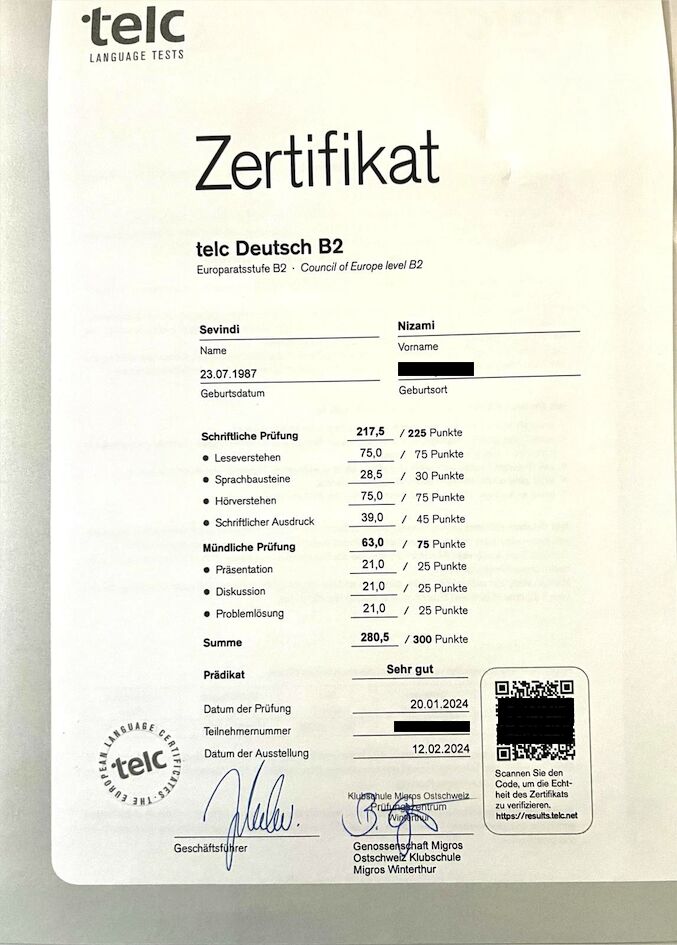 telc
LANGUAGE TESTS
Zertifikat
telc Deutsch B2
Europaratsstufe B2 · Council of Europe level B2
Sevindi Nizami
Name Vorname
23.07.1987
Geburtsdatum Geburtsort
Schriftliche Prüfung 217,5 / 225 Punkte
● Leseverstehen 75,0 / 75 Punkte
● Sprachbausteine 28,5 / 30 Punkte
● Hörverstehen 75,0 / 75 Punkte
● Schriftlicher Ausdruck 39,0 / 45 Punkte
Mündliche Prüfung 63,0 / 75 Punkte
● Präsentation 21,0 / 25 Punkte
● Diskussion 21,0 / 25 Punkte
● Problemlösung 21,0 / 25 Punkte
Summe 280,5 / 300 Punkte
Prädikat Sehr gut
Datum der Prüfung 20.01.2024
Teilnehmernummer
Datum der Ausstellung 12.02.2024
Scannen Sie den
Code, um die Echt-
heit des Zertifikats
zu verifizieren.
https://results.telc.net
telc
THE EUROPEAN LANGUAGE CERTIFICATES
Klubschule Migros Ostschweiz
Prüfungszentrum
Winterthur
Geschäftsführer
Genossenschaft Migros
Ostschweiz Klubschule
Migros Winterthur